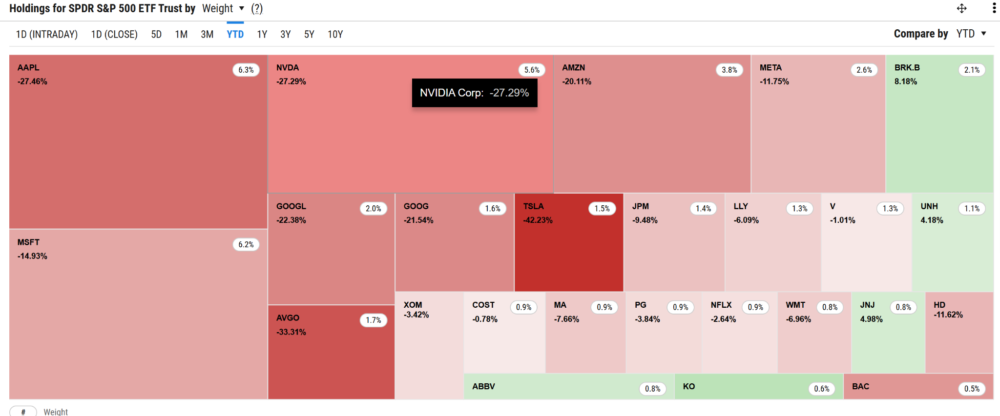 Holdings for SPDR S&P 500 ETF Trust by Weight ▼ (?)
1D (INTRADAY) 1D (CLOSE) 5D 1M 3M YTD 1Y 3Y 5Y 10Y
Compare by YTD ▼
AAPL 6.3%
-27.46%
NVDA 5.6%
-27.29%
NVIDIA Corp: -27.29%
AMZN 3.8%
-20.11%
META 2.6%
-11.75%
BRK.B 2.1%
8.18%
MSFT 6.2%
-14.93%
GOOGL 2.0%
-22.38%
GOOG 1.6%
-21.54%
TSLA 1.5%
-42.23%
JPM 1.4%
-9.48%
LLY 1.3%
-6.09%
V 1.3%
-1.01%
UNH 1.1%
4.18%
AVGO 1.7%
-33.31%
XOM
-3.42%
COST 0.9%
-0.78%
MA 0.9%
-7.66%
PG 0.9%
-3.84%
NFLX 0.9%
-2.64%
WMT 0.8%
-6.96%
JNJ 0.8%
4.98%
HD
-11.62%
ABBV 0.8%
KO 0.6%
BAC 0.5%
# Weight